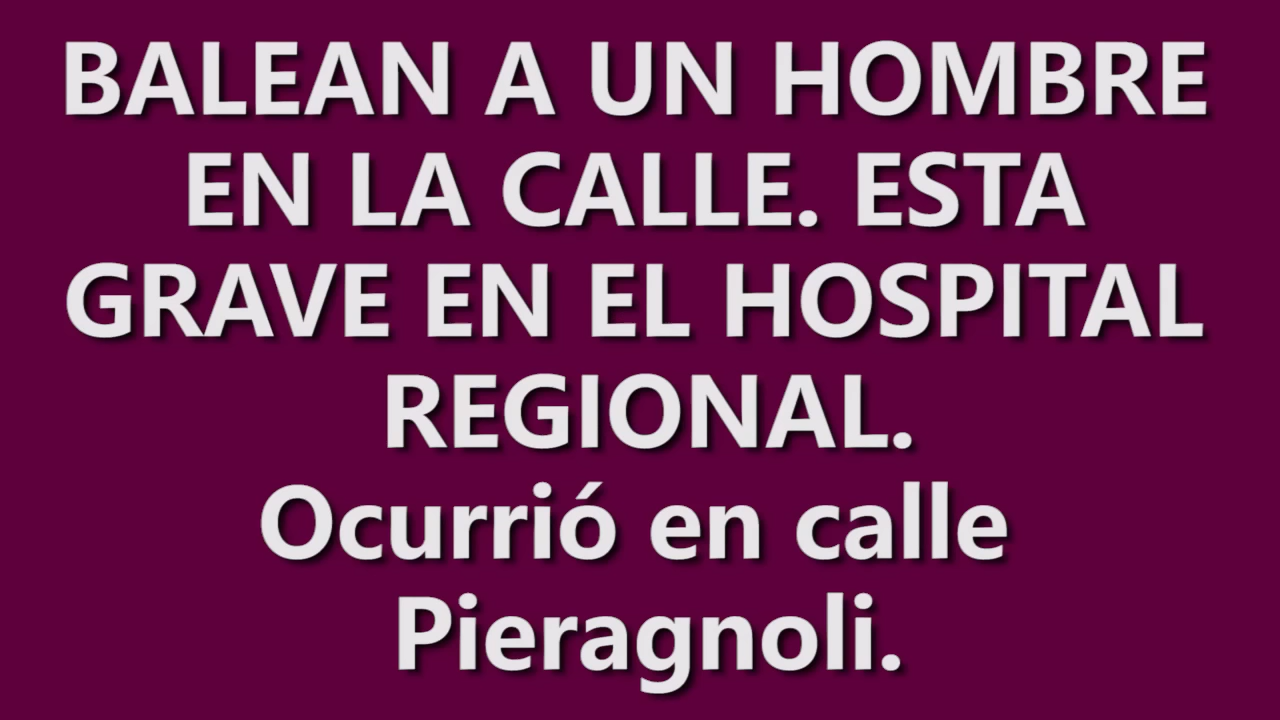 BALEAN A UN HOMBRE
EN LA CALLE. ESTA
GRAVE EN EL HOSPITAL
REGIONAL.
Ocurrió en calle
Pieragnoli.